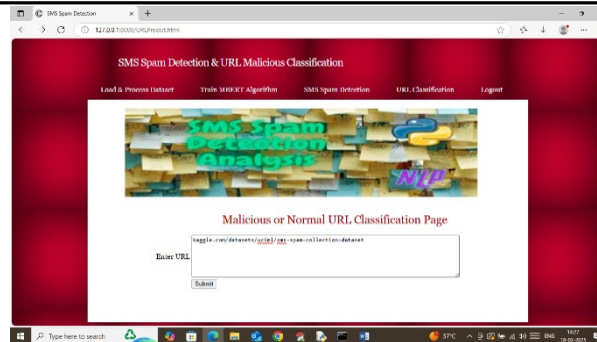 SMS Spam Detection
127.0.0.1:8000/URLPredict.html
SMS Spam Detection & URL Malicious Classification
Load & Process Dataset Train MBERT Algorithm SMS Spam Detection URL Classification Logout
SMS Spam
Detection
Analysis
NLP
Malicious or Normal URL Classification Page
Enter URL
kaggle.com/datasets/uciml/sms-spam-collection-dataset
Submit
Type here to search
37°C
ENG
14:27
18-06-2025